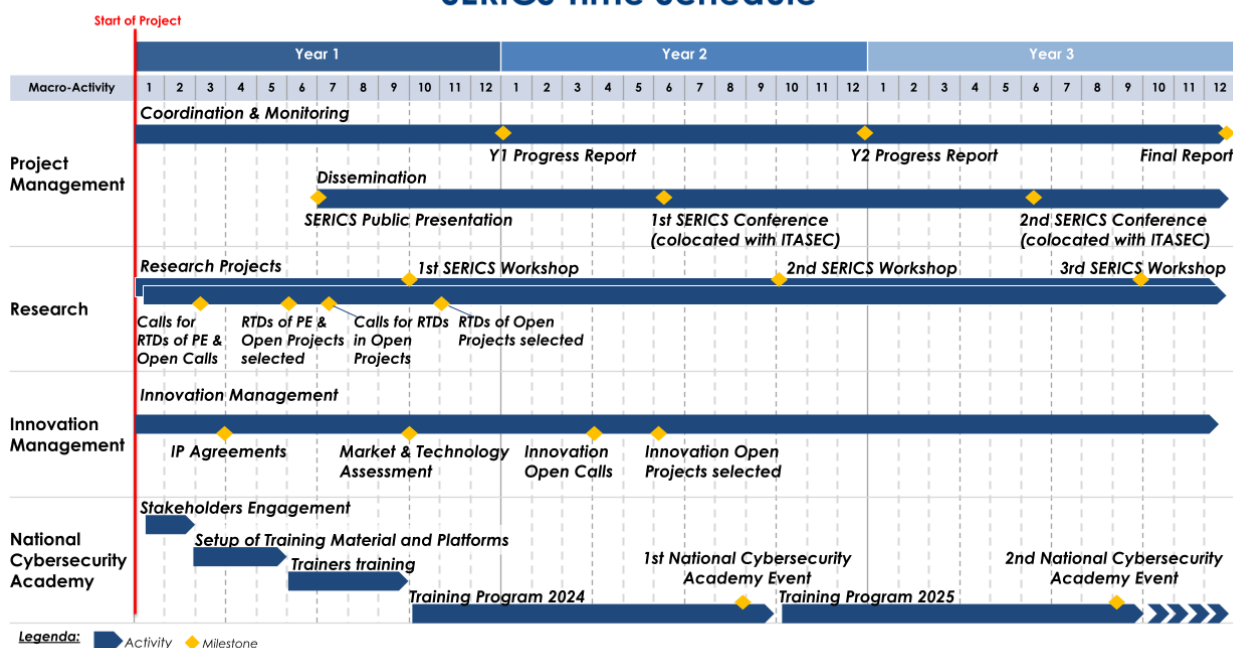 SERICS Time Schedule
Start of Project
Year 1 Year 2 Year 3
Macro-Activity 1 2 3 4 5 6 7 8 9 10 11 12 1 2 3 4 5 6 7 8 9 10 11 12 1 2 3 4 5 6 7 8 9 10 11 12
Project
Management
Coordination & Monitoring
Y1 Progress Report
Y2 Progress Report
Final Report
Dissemination
SERICS Public Presentation
1st SERICS Conference
(colocated with ITASEC)
2nd SERICS Conference
(colocated with ITASEC)
Research
Research Projects
1st SERICS Workshop
2nd SERICS Workshop
3rd SERICS Workshop
Calls for
RTDs of PE &
Open Calls
RTDs of PE &
Open Projects
selected
Calls for RTDs
in Open
Projects
RTDs of Open
Projects selected
Innovation
Management
Innovation Management
IP Agreements
Market & Technology
Assessment
Innovation
Open Calls
Innovation Open
Projects selected
National
Cybersecurity
Academy
Stakeholders Engagement
Setup of Training Material and Platforms
Trainers training
Training Program 2024
1st National Cybersecurity
Academy Event
Training Program 2025
2nd National Cybersecurity
Academy Event
Legenda: Activity Milestone